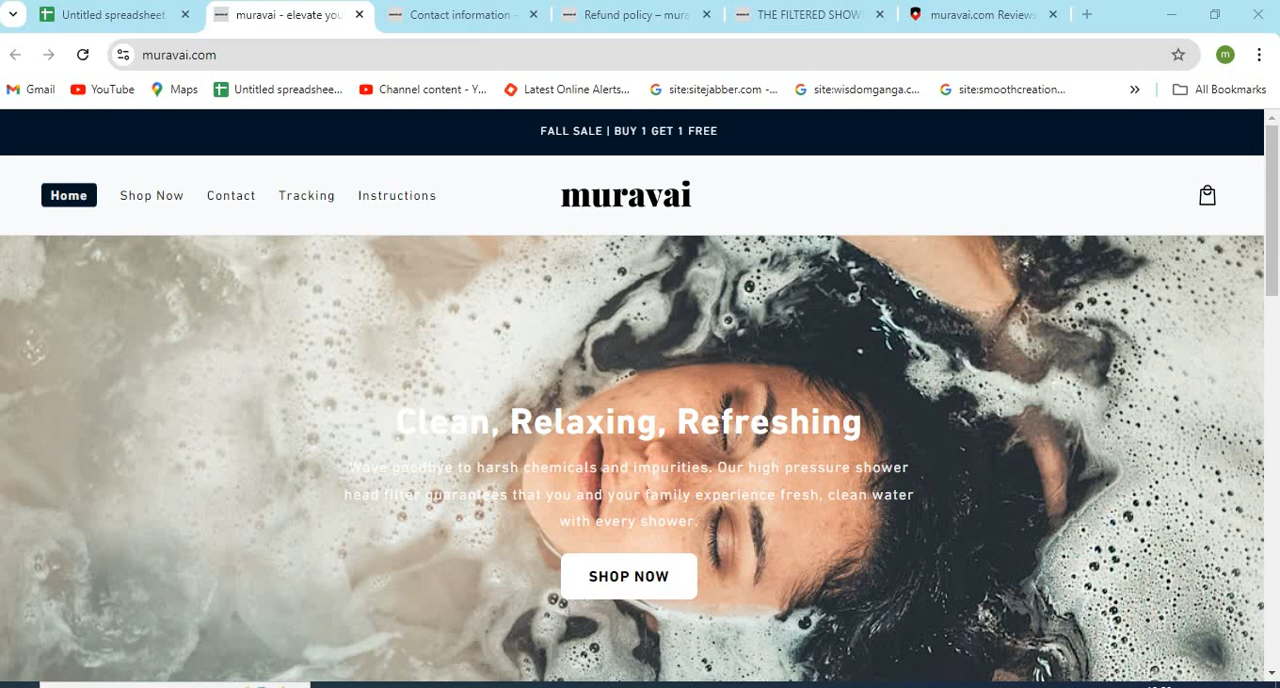 Untitled spreadsheet
muravai - elevate you
Contact information -
Refund policy – mura
THE FILTERED SHOW
muravai.com Reviews
muravai.com
m
Gmail
YouTube
Maps
Untitled spreadshee...
Channel content - Y...
Latest Online Alerts...
site:sitejabber.com -...
site:wisdomganga.c...
site:smoothcreation...
»
All Bookmarks
FALL SALE | BUY 1 GET 1 FREE
Home
Shop Now
Contact
Tracking
Instructions
muravai
Clean, Relaxing, Refreshing
Wave goodbye to harsh chemicals and impurities. Our high pressure shower
head filter guarantees that you and your family experience fresh, clean water
with every shower.
SHOP NOW